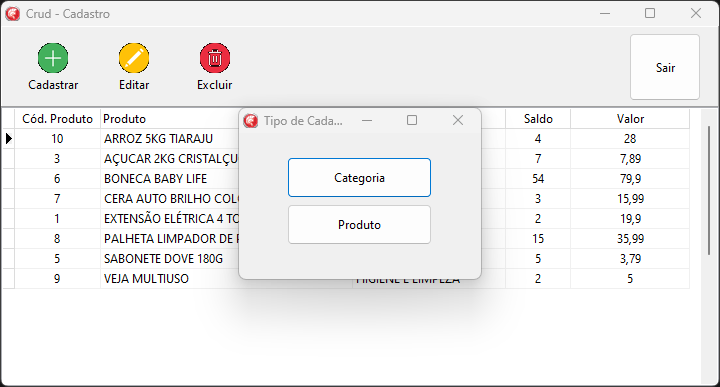 Crud - Cadastro
Cadastrar Editar Excluir Sair
Cód. Produto Produto Saldo Valor
Tipo de Cada...
10 ARROZ 5KG TIARAJU 4 28
3 AÇUCAR 2KG 7 7,89
6 BONECA BABY LIFE 54 79,9
7 CERA AUTO BRILHO 3 15,99
1 EXTENSÃO ELÉTRICA 4 2 19,9
8 PALHETA LIMPADOR DE 15 35,99
5 SABONETE DOVE 180G 5 3,79
9 VEJA MULTIUSO HIGIENE E LIMPEZA 2 5
Categoria
Produto